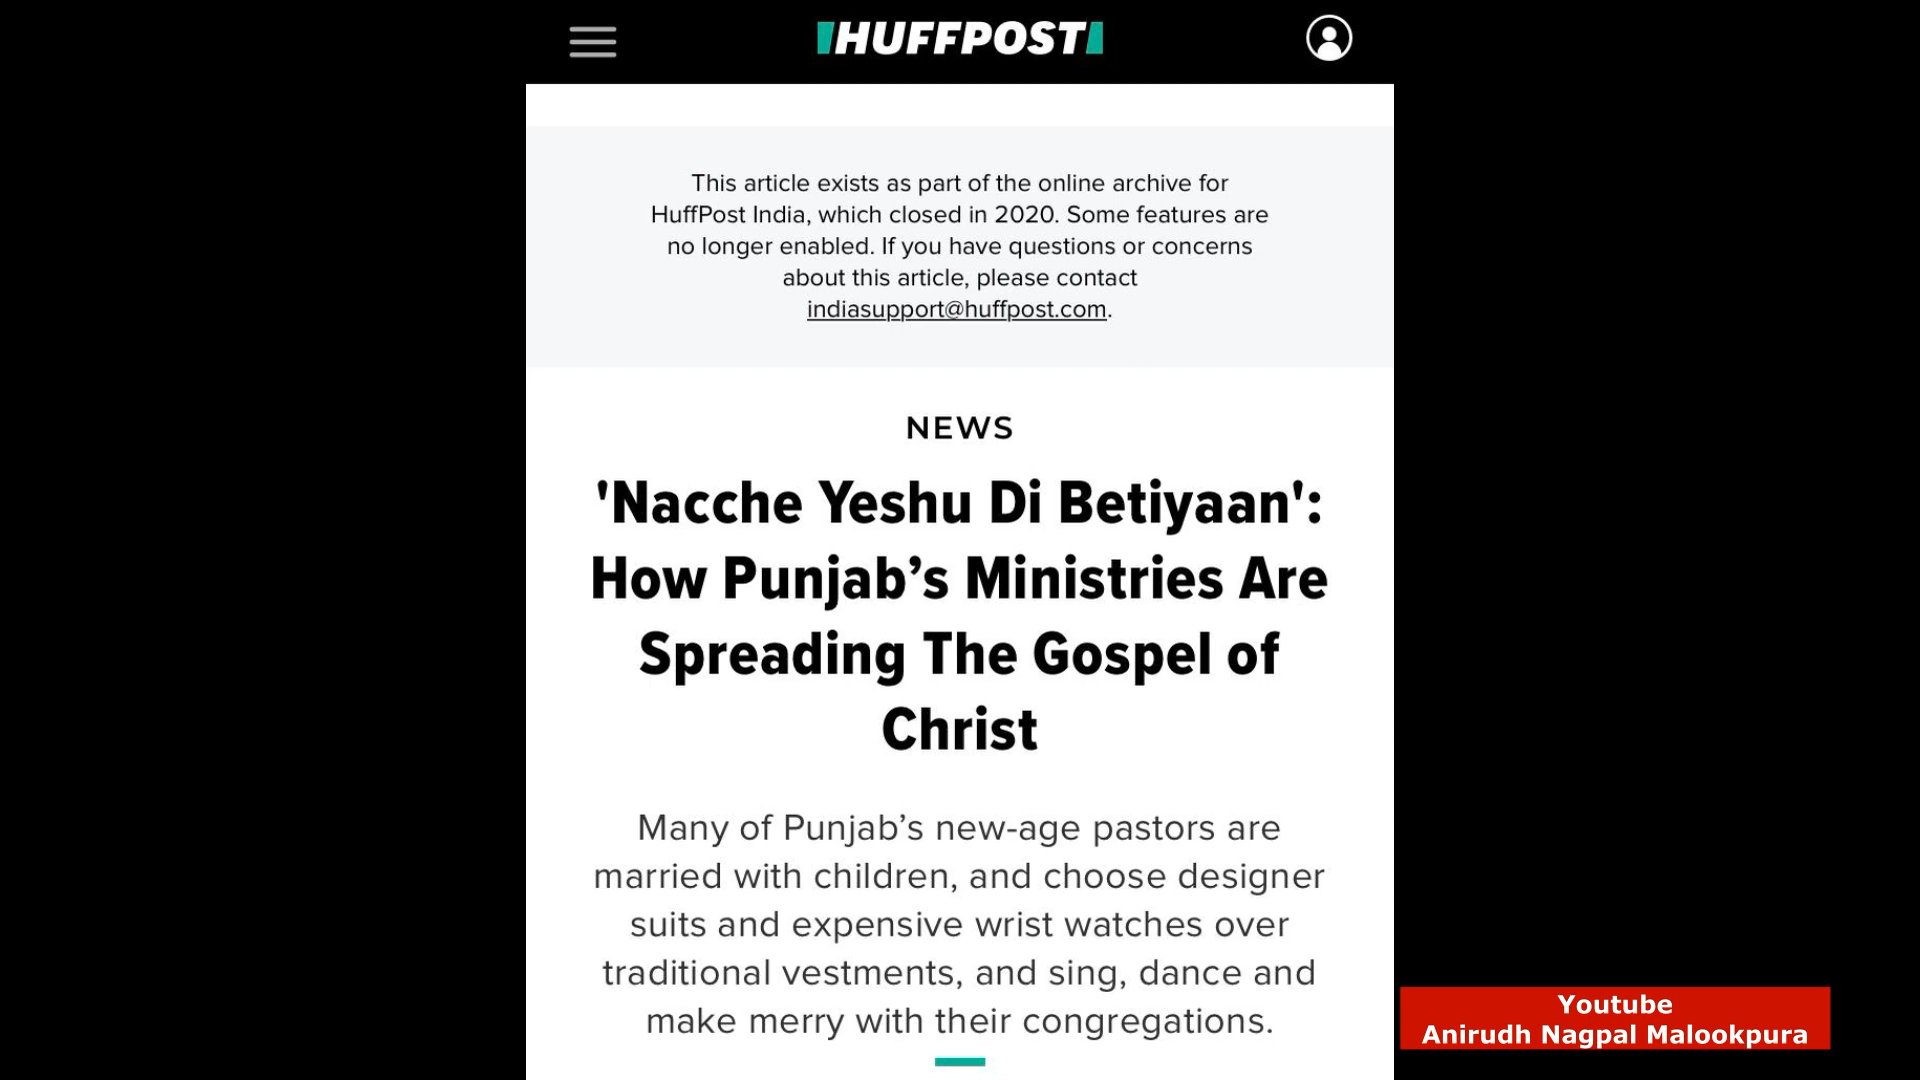 HUFFPOST
This article exists as part of the online archive for
HuffPost India, which closed in 2020. Some features are
no longer enabled. If you have questions or concerns
about this article, please contact
indiasupport@huffpost.com.
NEWS
'Nacche Yeshu Di Betiyaan':
How Punjab’s Ministries Are
Spreading The Gospel of
Christ
Many of Punjab’s new-age pastors are
married with children, and choose designer
suits and expensive wrist watches over
traditional vestments, and sing, dance and
make merry with their congregations.
Youtube
Anirudh Nagpal Malookpura